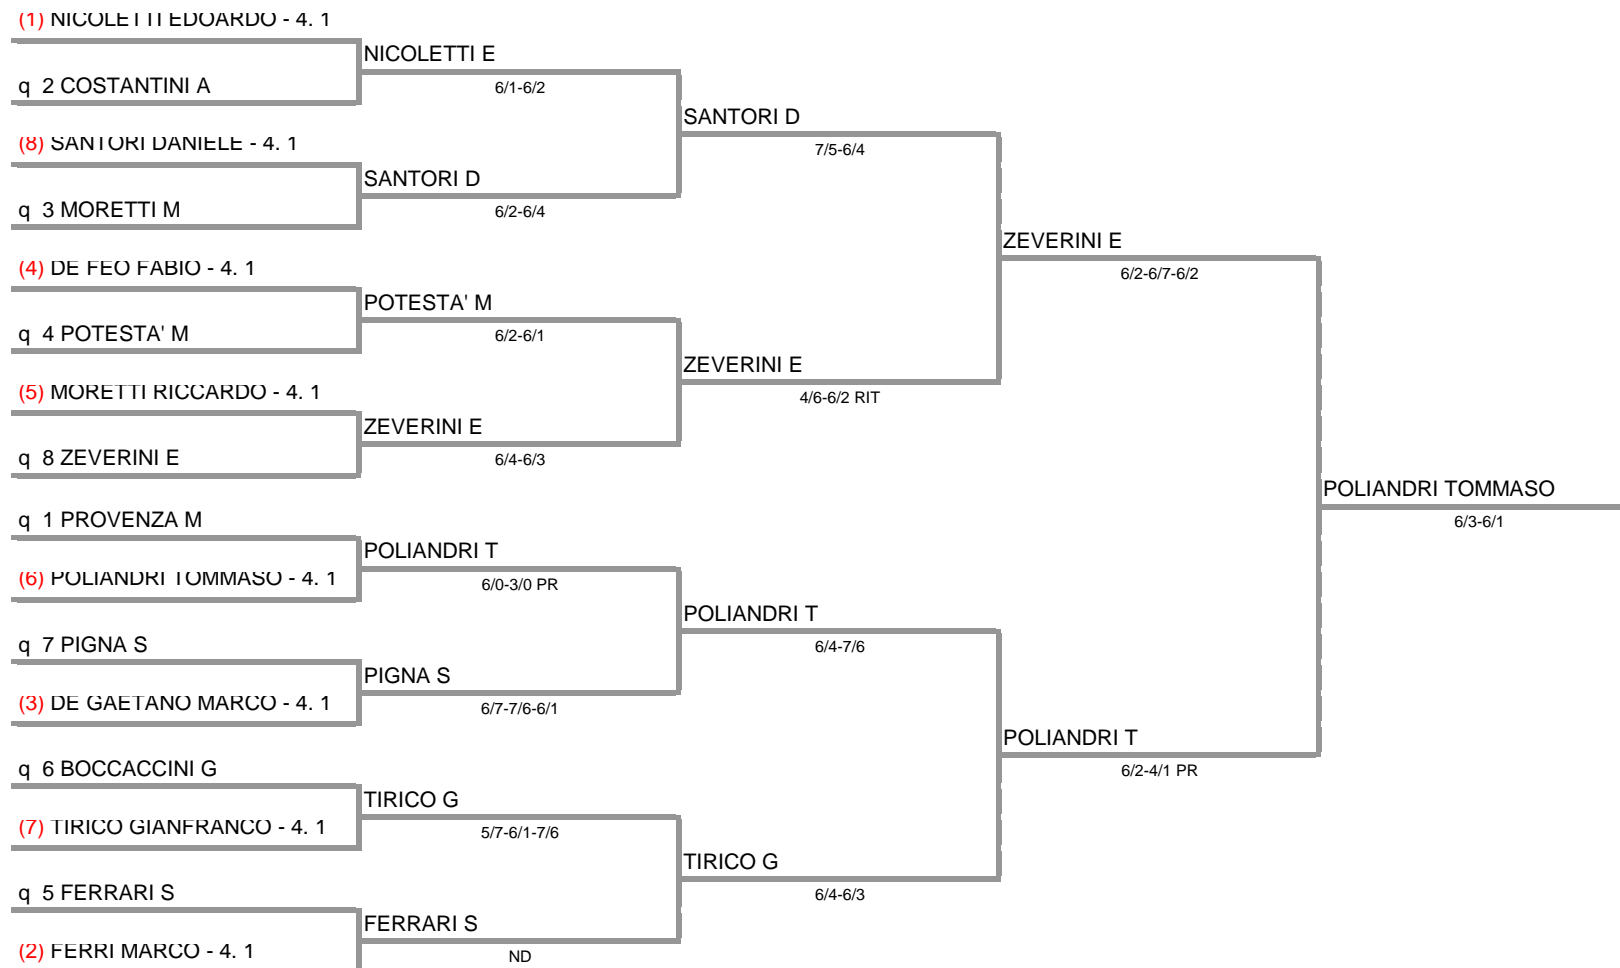 (1) NICOLETTI EDOARDO - 4. 1
NICOLETTI E
q 2 COSTANTINI A
6/1-6/2
SANTORI D
(8) SANTORI DANIELE - 4. 1
7/5-6/4
SANTORI D
q 3 MORETTI M
6/2-6/4
ZEVERINI E
(4) DE FEO FABIO - 4. 1
6/2-6/7-6/2
POTESTA' M
q 4 POTESTA' M
6/2-6/1
ZEVERINI E
(5) MORETTI RICCARDO - 4. 1
4/6-6/2 RIT
ZEVERINI E
q 8 ZEVERINI E
6/4-6/3
POLIANDRI TOMMASO
q 1 PROVENZA M
6/3-6/1
POLIANDRI T
(6) POLIANDRI TOMMASO - 4. 1
6/0-3/0 PR
POLIANDRI T
q 7 PIGNA S
6/4-7/6
PIGNA S
(3) DE GAETANO MARCO - 4. 1
6/7-7/6-6/1
POLIANDRI T
q 6 BOCCACCINI G
6/2-4/1 PR
TIRICO G
(7) TIRICO GIANFRANCO - 4. 1
5/7-6/1-7/6
TIRICO G
q 5 FERRARI S
6/4-6/3
FERRARI S
(2) FERRI MARCO - 4. 1
ND